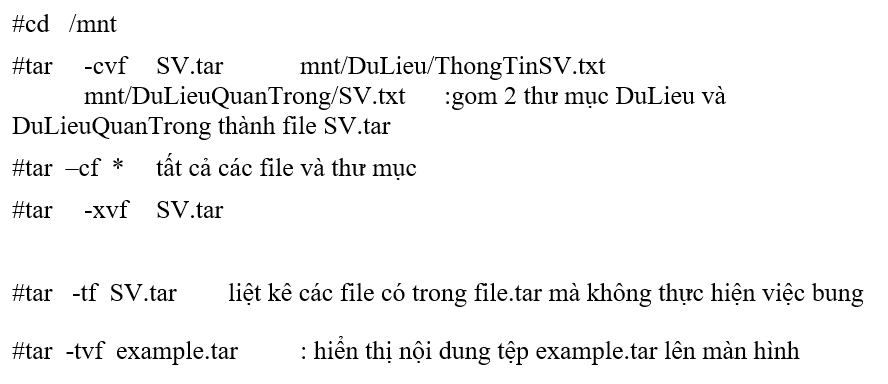 #cd /mnt
#tar -cvf SV.tar mnt/DuLieu/ThongTinSV.txt
mnt/DuLieuQuanTrong/SV.txt :gom 2 thư mục DuLieu và
DuLieuQuanTrong thành file SV.tar
#tar –cf * tất cả các file và thư mục
#tar -xvf SV.tar
#tar -tf SV.tar liệt kê các file có trong file.tar mà không thực hiện việc bung
#tar -tvf example.tar : hiển thị nội dung tệp example.tar lên màn hình